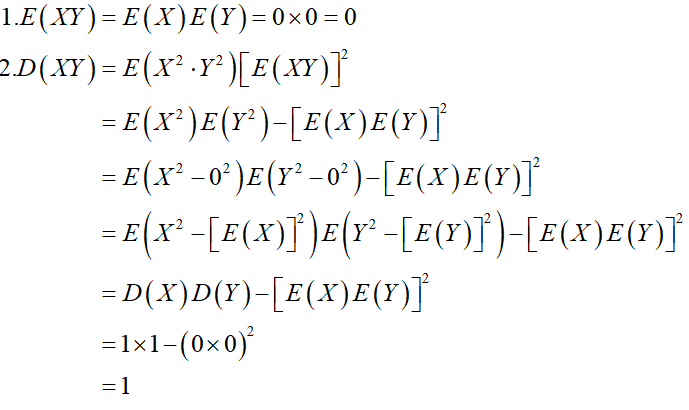 1.E(XY) = E(X)E(Y) = 0×0 = 0
2.D(XY) = E(X²·Y²)[E(XY)]²
= E(X²)E(Y²)−[E(X)E(Y)]²
= E(X²−0²)E(Y²−0²)−[E(X)E(Y)]²
= E(X²−[E(X)]²)E(Y²−[E(Y)]²)−[E(X)E(Y)]²
= D(X)D(Y)−[E(X)E(Y)]²
= 1×1−(0×0)²
= 1